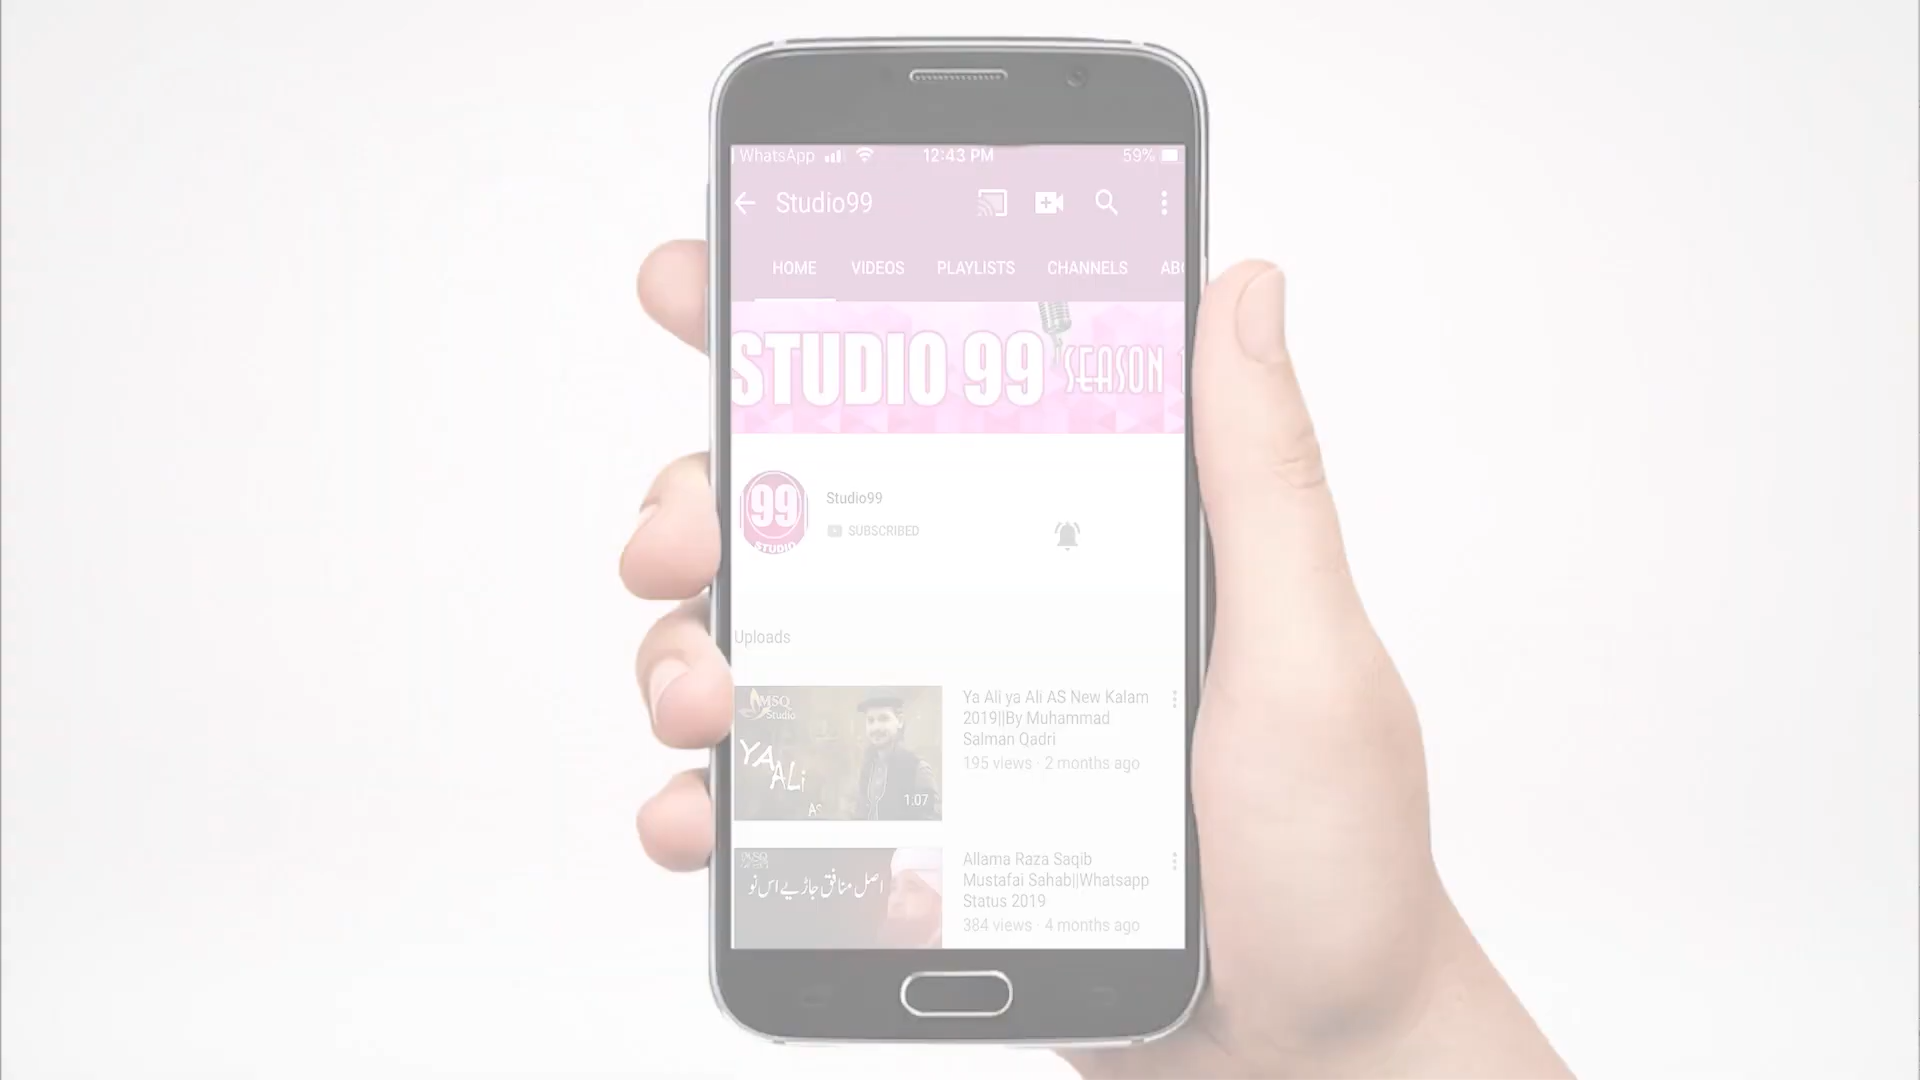 WhatsApp 12:43 PM 59%
Studio99
HOME VIDEOS PLAYLISTS CHANNELS
STUDIO 99 SEASON
99
STUDIO
Studio99
SUBSCRIBED
Uploads
MSQ
Studio
YA
ALi
AS
1.07
Ya Ali ya Ali AS New Kalam
2019||By Muhammad
Salman Qadri
195 views · 2 months ago
MSQ
اصل منافق جاڑیے اس نو
Allama Raza Saqib
Mustafai Sahab||Whatsapp
Status 2019
384 views · 4 months ago